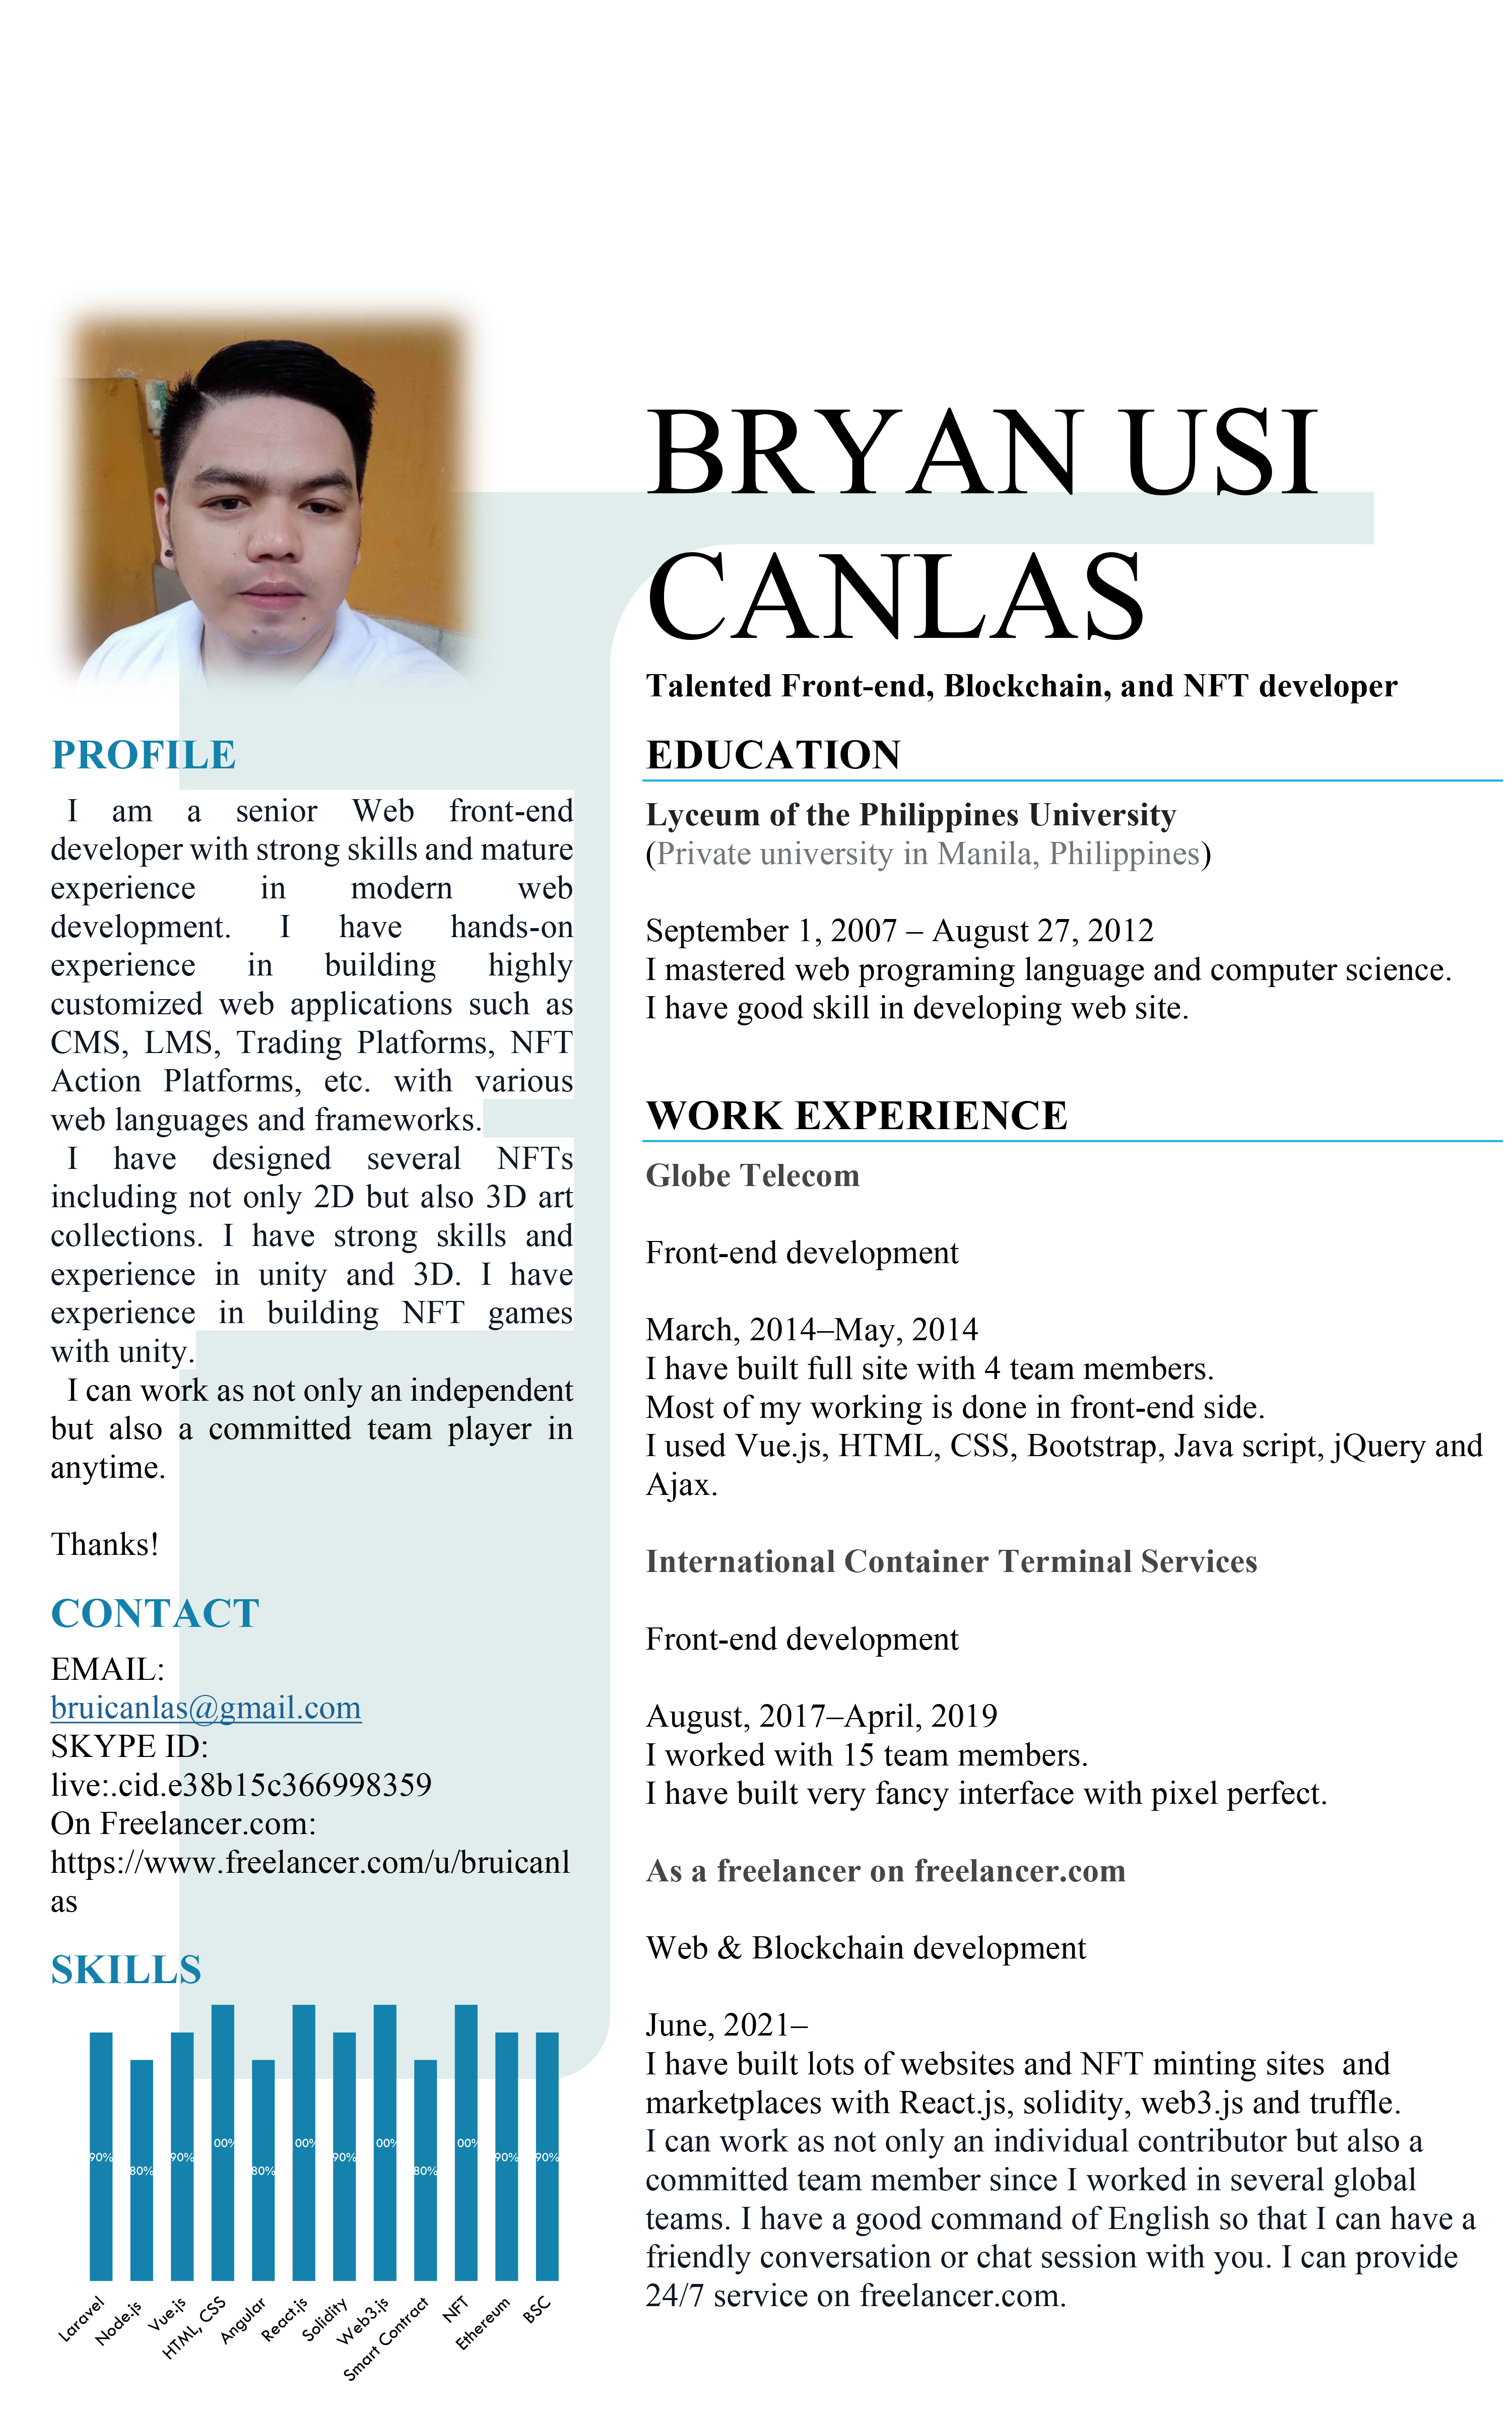 BRYAN USI
CANLAS
Talented Front-end, Blockchain, and NFT developer
PROFILE
I am a senior Web front-end
developer with strong skills and mature
experience in modern web
development. I have hands-on
experience in building highly
customized web applications such as
CMS, LMS, Trading Platforms, NFT
Action Platforms, etc. with various
web languages and frameworks.
I have designed several NFTs
including not only 2D but also 3D art
collections. I have strong skills and
experience in unity and 3D. I have
experience in building NFT games
with unity.
I can work as not only an independent
but also a committed team player in
anytime.
Thanks!
CONTACT
EMAIL:
bruicanlas@gmail.com
SKYPE ID:
live:.cid.e38b15c366998359
On Freelancer.com:
https://www.freelancer.com/u/bruicanl
as
SKILLS
90% 80% 90% 00% 80% 00% 90% 00% 80% 00% 90% 90%
Laravel Node.js Vue.js HTML, CSS Angular React.js Solidity Web3.js Smart Contract NFT Ethereum BSC
EDUCATION
Lyceum of the Philippines University
(Private university in Manila, Philippines)
September 1, 2007 – August 27, 2012
I mastered web programing language and computer science.
I have good skill in developing web site.
WORK EXPERIENCE
Globe Telecom
Front-end development
March, 2014–May, 2014
I have built full site with 4 team members.
Most of my working is done in front-end side.
I used Vue.js, HTML, CSS, Bootstrap, Java script, jQuery and
Ajax.
International Container Terminal Services
Front-end development
August, 2017–April, 2019
I worked with 15 team members.
I have built very fancy interface with pixel perfect.
As a freelancer on freelancer.com
Web & Blockchain development
June, 2021–
I have built lots of websites and NFT minting sites  and
marketplaces with React.js, solidity, web3.js and truffle.
I can work as not only an individual contributor but also a
committed team member since I worked in several global
teams. I have a good command of English so that I can have a
friendly conversation or chat session with you. I can provide
24/7 service on freelancer.com.